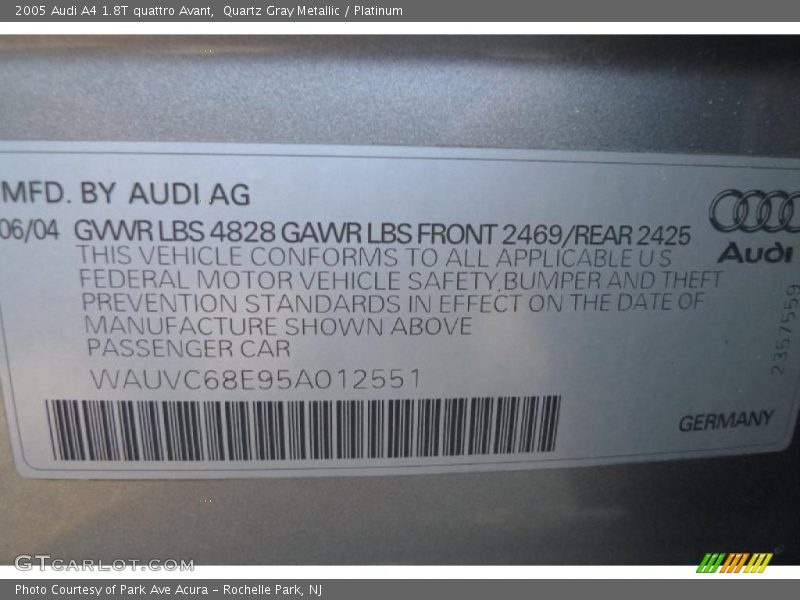 2005 Audi A4 1.8T quattro Avant,  Quartz Gray Metallic / Platinum
MFD. BY AUDI AG
06/04 GVWR LBS 4828 GAWR LBS FRONT 2469/REAR 2425
THIS VEHICLE CONFORMS TO ALL APPLICABLE U S
FEDERAL MOTOR VEHICLE SAFETY,BUMPER AND THEFT
PREVENTION STANDARDS IN EFFECT ON THE DATE OF
MANUFACTURE SHOWN ABOVE
PASSENGER CAR
WAUVC68E95A012551
Audi
2357559
GERMANY
GTCARLOT.COM
Photo Courtesy of Park Ave Acura - Rochelle Park, NJ